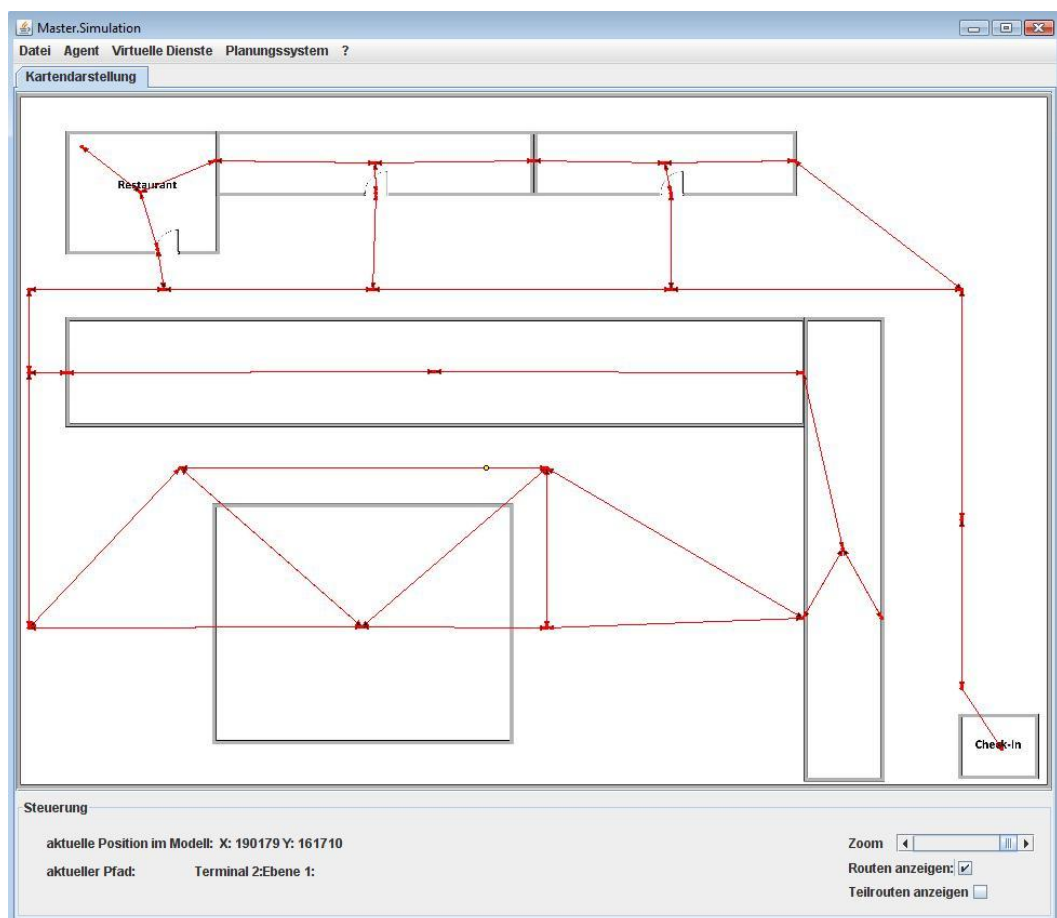 Master.Simulation
Datei Agent Virtuelle Dienste Planungssystem ?
Kartendarstellung
Restaurant
Check-In
Steuerung
aktuelle Position im Modell: X: 190179 Y: 161710
aktueller Pfad: Terminal 2:Ebene 1:
Zoom
Routen anzeigen:
Teilrouten anzeigen